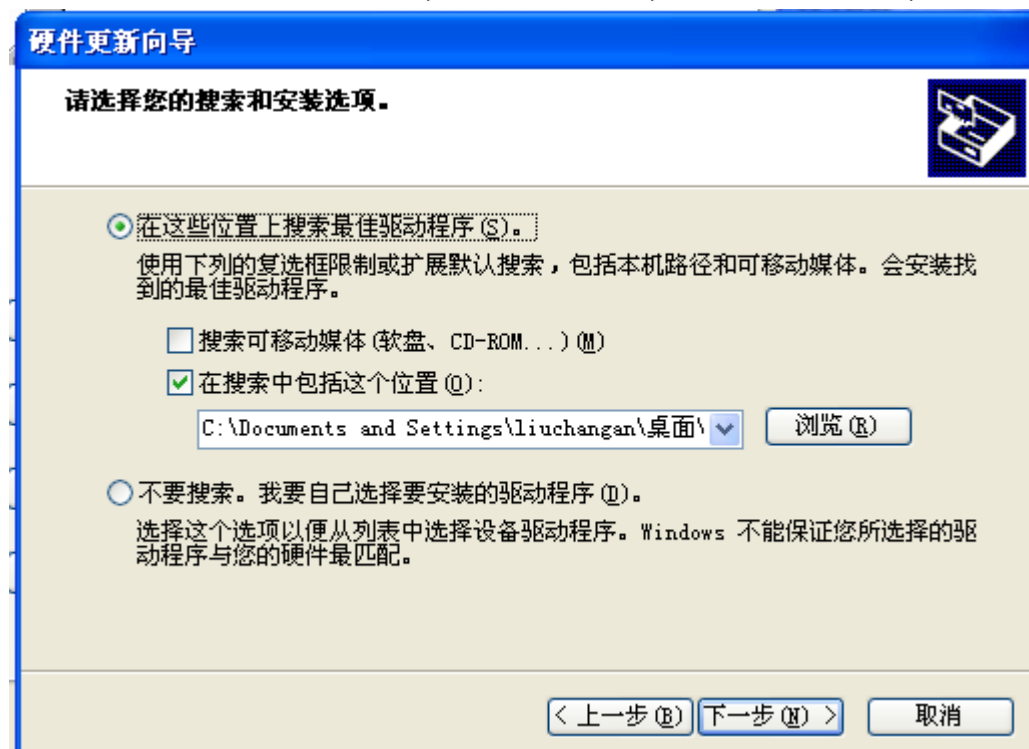 硬件更新向导
请选择您的搜索和安装选项。
在这些位置上搜索最佳驱动程序(S)。
使用下列的复选框限制或扩展默认搜索，包括本机路径和可移动媒体。会安装找
到的最佳驱动程序。
搜索可移动媒体(软盘、CD-ROM...)(M)
在搜索中包括这个位置(O):
C:\Documents and Settings\liuchangan\桌面\
浏览(R)
不要搜索。我要自己选择要安装的驱动程序(D)。
选择这个选项以便从列表中选择设备驱动程序。Windows 不能保证您所选择的驱
动程序与您的硬件最匹配。
< 上一步(B) 下一步(N) > 取消